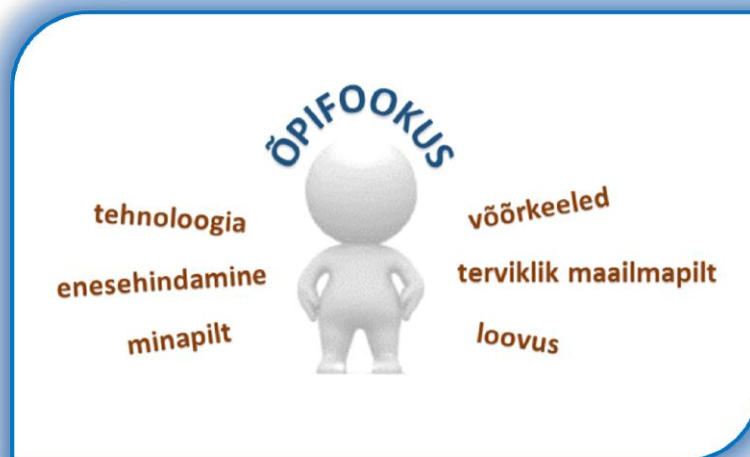 ÕPIFOOKUS
tehnoloogia
enesehindamine
minapilt
võõrkeeled
terviklik maailmapilt
loovus